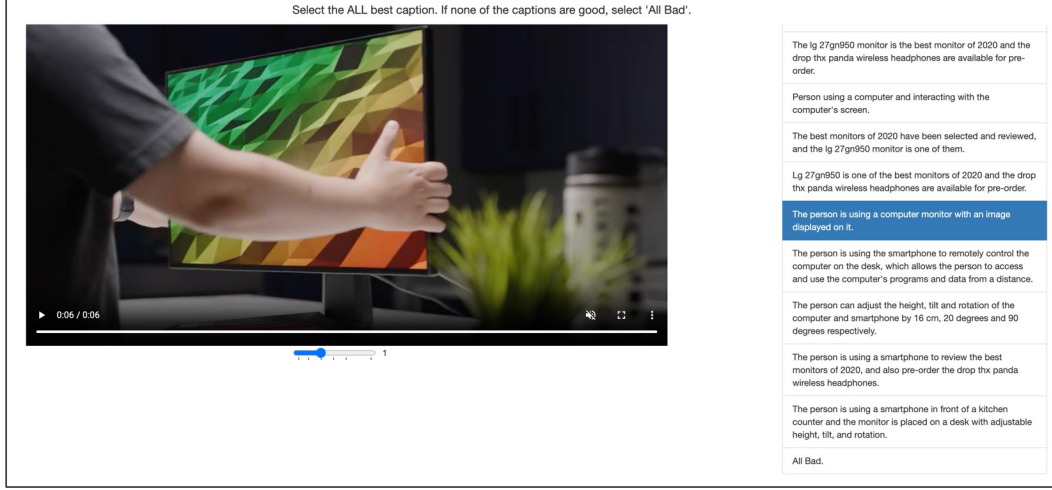 Select the ALL best caption. If none of the captions are good, select 'All Bad'.
0:06 / 0:06
1
The lg 27gn950 monitor is the best monitor of 2020 and the
drop thx panda wireless headphones are available for pre-
order.
Person using a computer and interacting with the
computer's screen.
The best monitors of 2020 have been selected and reviewed,
and the lg 27gn950 monitor is one of them.
Lg 27gn950 is one of the best monitors of 2020 and the drop
thx panda wireless headphones are available for pre-order.
The person is using a computer monitor with an image
displayed on it.
The person is using the smartphone to remotely control the
computer on the desk, which allows the person to access
and use the computer's programs and data from a distance.
The person can adjust the height, tilt and rotation of the
computer and smartphone by 16 cm, 20 degrees and 90
degrees respectively.
The person is using a smartphone to review the best
monitors of 2020, and also pre-order the drop thx panda
wireless headphones.
The person is using a smartphone in front of a kitchen
counter and the monitor is placed on a desk with adjustable
height, tilt, and rotation.
All Bad.